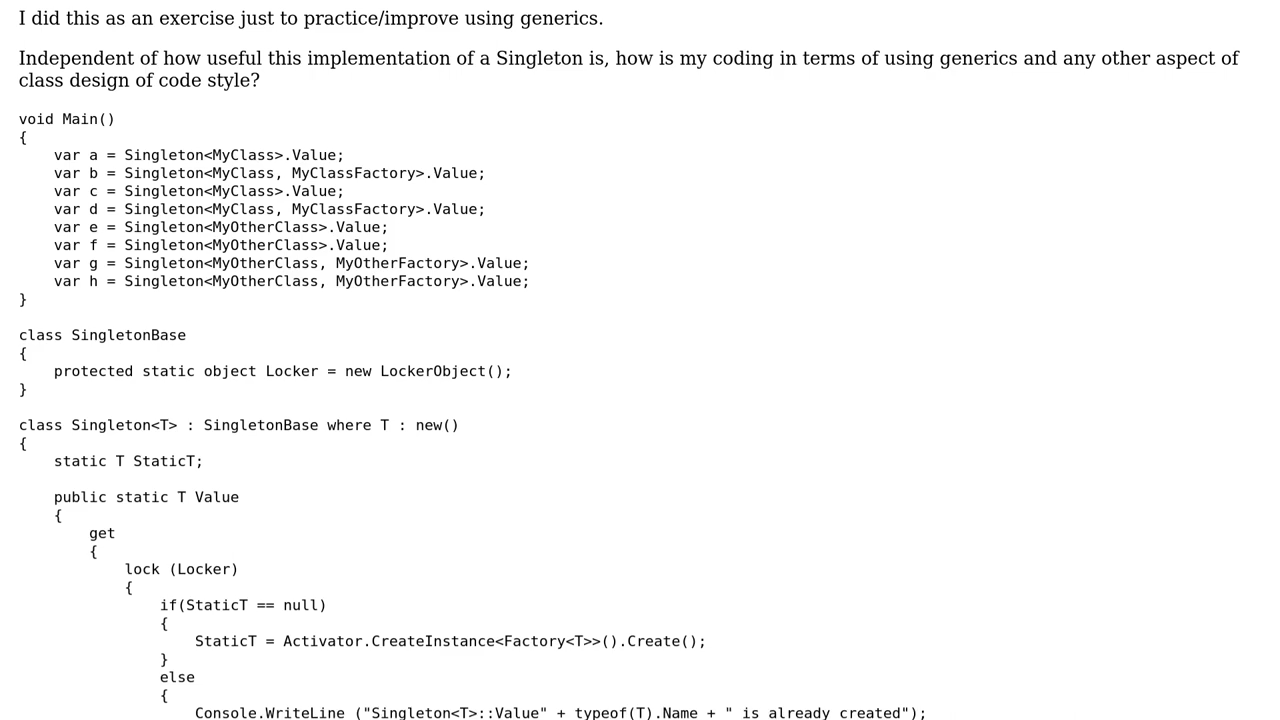 I did this as an exercise just to practice/improve using generics.
Independent of how useful this implementation of a Singleton is, how is my coding in terms of using generics and any other aspect of
class design of code style?
void Main()
{
    var a = Singleton<MyClass>.Value;
    var b = Singleton<MyClass, MyClassFactory>.Value;
    var c = Singleton<MyClass>.Value;
    var d = Singleton<MyClass, MyClassFactory>.Value;
    var e = Singleton<MyOtherClass>.Value;
    var f = Singleton<MyOtherClass>.Value;
    var g = Singleton<MyOtherClass, MyOtherFactory>.Value;
    var h = Singleton<MyOtherClass, MyOtherFactory>.Value;
}
class SingletonBase
{
    protected static object Locker = new LockerObject();
}
class Singleton<T> : SingletonBase where T : new()
{
    static T StaticT;
    public static T Value
    {
        get
        {
            lock (Locker)
            {
                if(StaticT == null)
                {
                    StaticT = Activator.CreateInstance<Factory<T>>().Create();
                }
                else
                {
                    Console.WriteLine ("Singleton<T>::Value" + typeof(T).Name + " is already created");